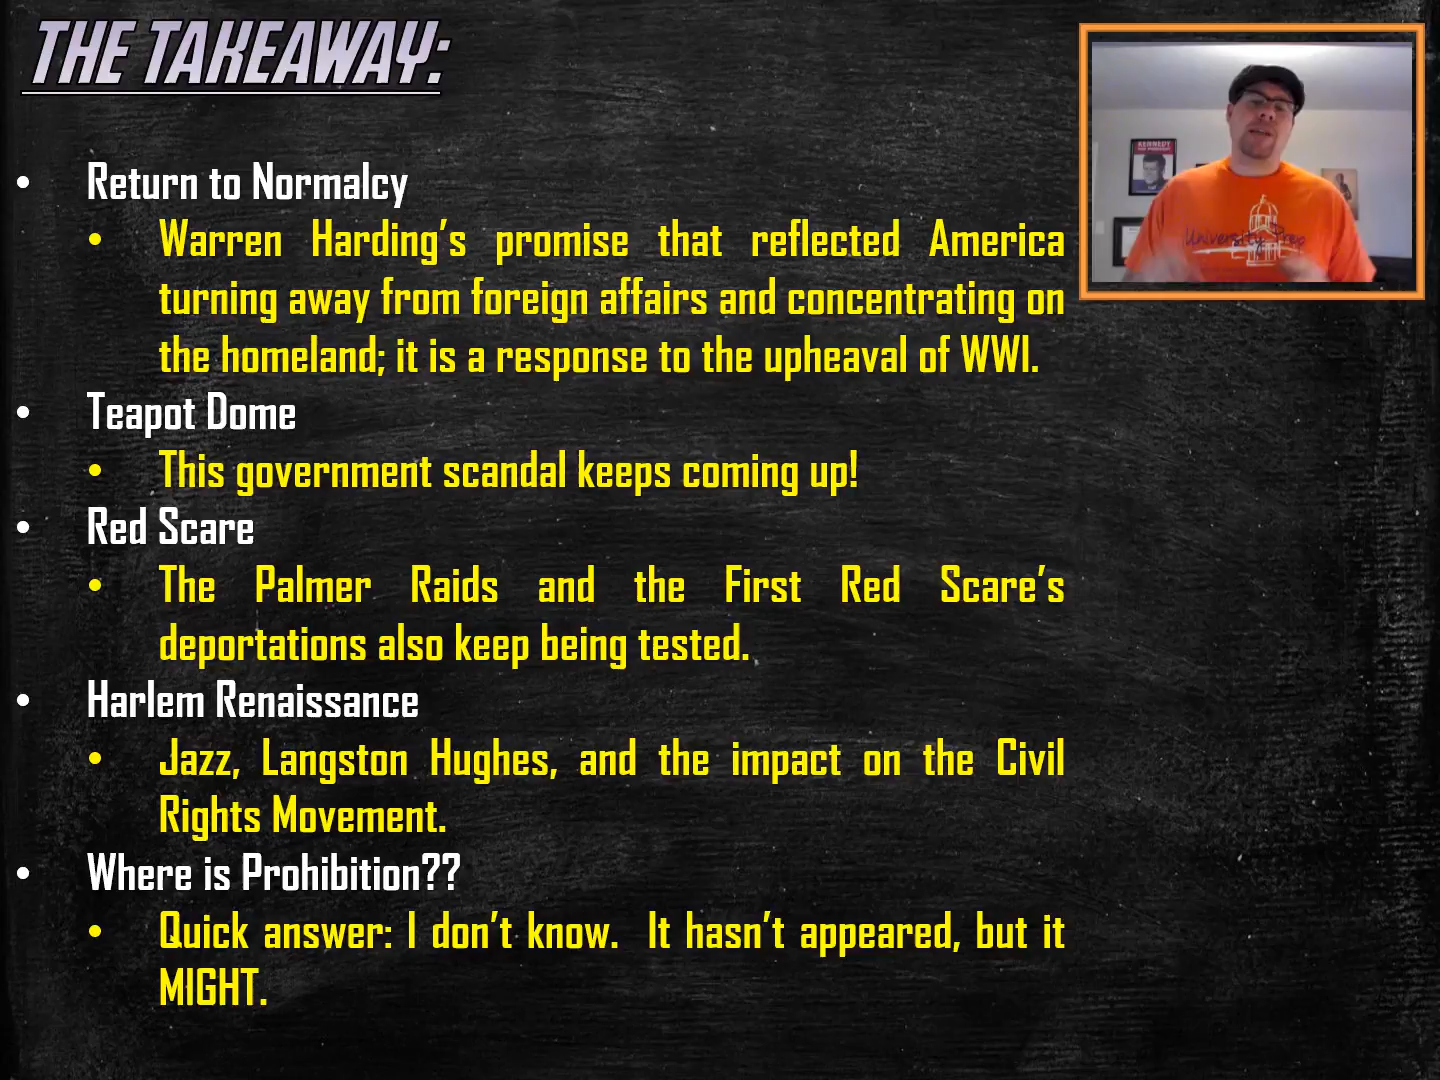 THE TAKEAWAY:
• Return to Normalcy
• Warren Harding’s promise that reflected America
turning away from foreign affairs and concentrating on
the homeland; it is a response to the upheaval of WWI.
• Teapot Dome
• This government scandal keeps coming up!
• Red Scare
• The Palmer Raids and the First Red Scare’s
deportations also keep being tested.
• Harlem Renaissance
• Jazz, Langston Hughes, and the impact on the Civil
Rights Movement.
• Where is Prohibition??
• Quick answer: I don’t know. It hasn’t appeared, but it
MIGHT.
KENNEDY
University Prep